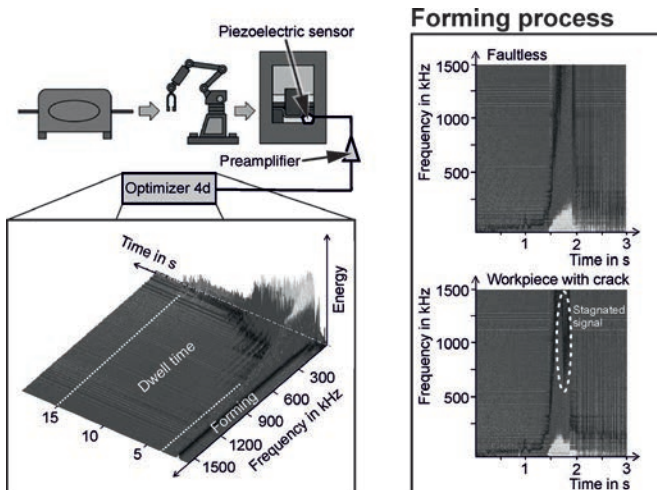 Piezoelectric sensor
Preamplifier
Optimizer 4d
Time in s
Energy
Dwell time
Forming
15
10
5
300
600
900
1200
1500
Frequency in kHz
Forming process
Faultless
Frequency in kHz
1500
1000
500
1 2 3
Time in s
Workpiece with crack
Frequency in kHz
1500
1000
500
Stagnated
signal
1 2 3
Time in s